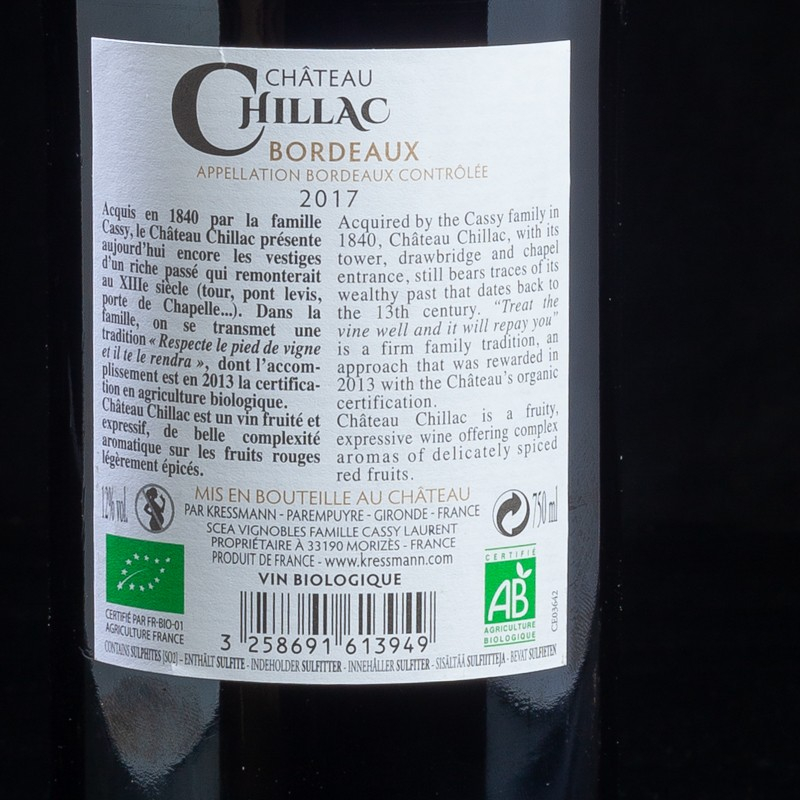 CHÂTEAU
CHILLAC
BORDEAUX
APPELLATION BORDEAUX CONTRÔLÉE
2017
Acquis en 1840 par la famille
Cassy, le Château Chillac présente
aujourd'hui encore les vestiges
d'un riche passé qui remonterait
au XIIIe siècle (tour, pont levis,
porte de Chapelle...). Dans la
famille, on se transmet une
tradition « Respecte le pied de vigne
et il te le rendra », dont l'accom-
plissement est en 2013 la certifica-
tion en agriculture biologique.
Château Chillac est un vin fruité et
expressif, de belle complexité
aromatique sur les fruits rouges
légèrement épicés.
Acquired by the Cassy family in
1840, Château Chillac, with its
tower, drawbridge and chapel
entrance, still bears traces of its
wealthy past that dates back to
the 13th century. "Treat the
vine well and it will repay you"
is a firm family tradition, an
approach that was rewarded in
2013 with the Château's organic
certification.
Château Chillac is a fruity,
expressive wine offering complex
aromas of delicately spiced
red fruits.
12% vol.
MIS EN BOUTEILLE AU CHÂTEAU
PAR KRESSMANN - PAREMPUYRE - GIRONDE - FRANCE
SCEA VIGNOBLES FAMILLE CASSY LAURENT
PROPRIÉTAIRE À 33190 MORIZÈS - FRANCE
PRODUIT DE FRANCE - www.kressmann.com
VIN BIOLOGIQUE
750 ml
CERTIFIÉ PAR FR-BIO-01
AGRICULTURE FRANCE
3 258691 613949
CERTIFIÉ
AB
AGRICULTURE
BIOLOGIQUE
CE03642
CONTAINS SULPHITES [SO2] - ENTHÄLT SULFITE - INDEHOLDER SULFITTER - INNEHÅLLER SULFITER - SISÄLTÄÄ SULFIITTEJA - BEVAT SULFIETEN